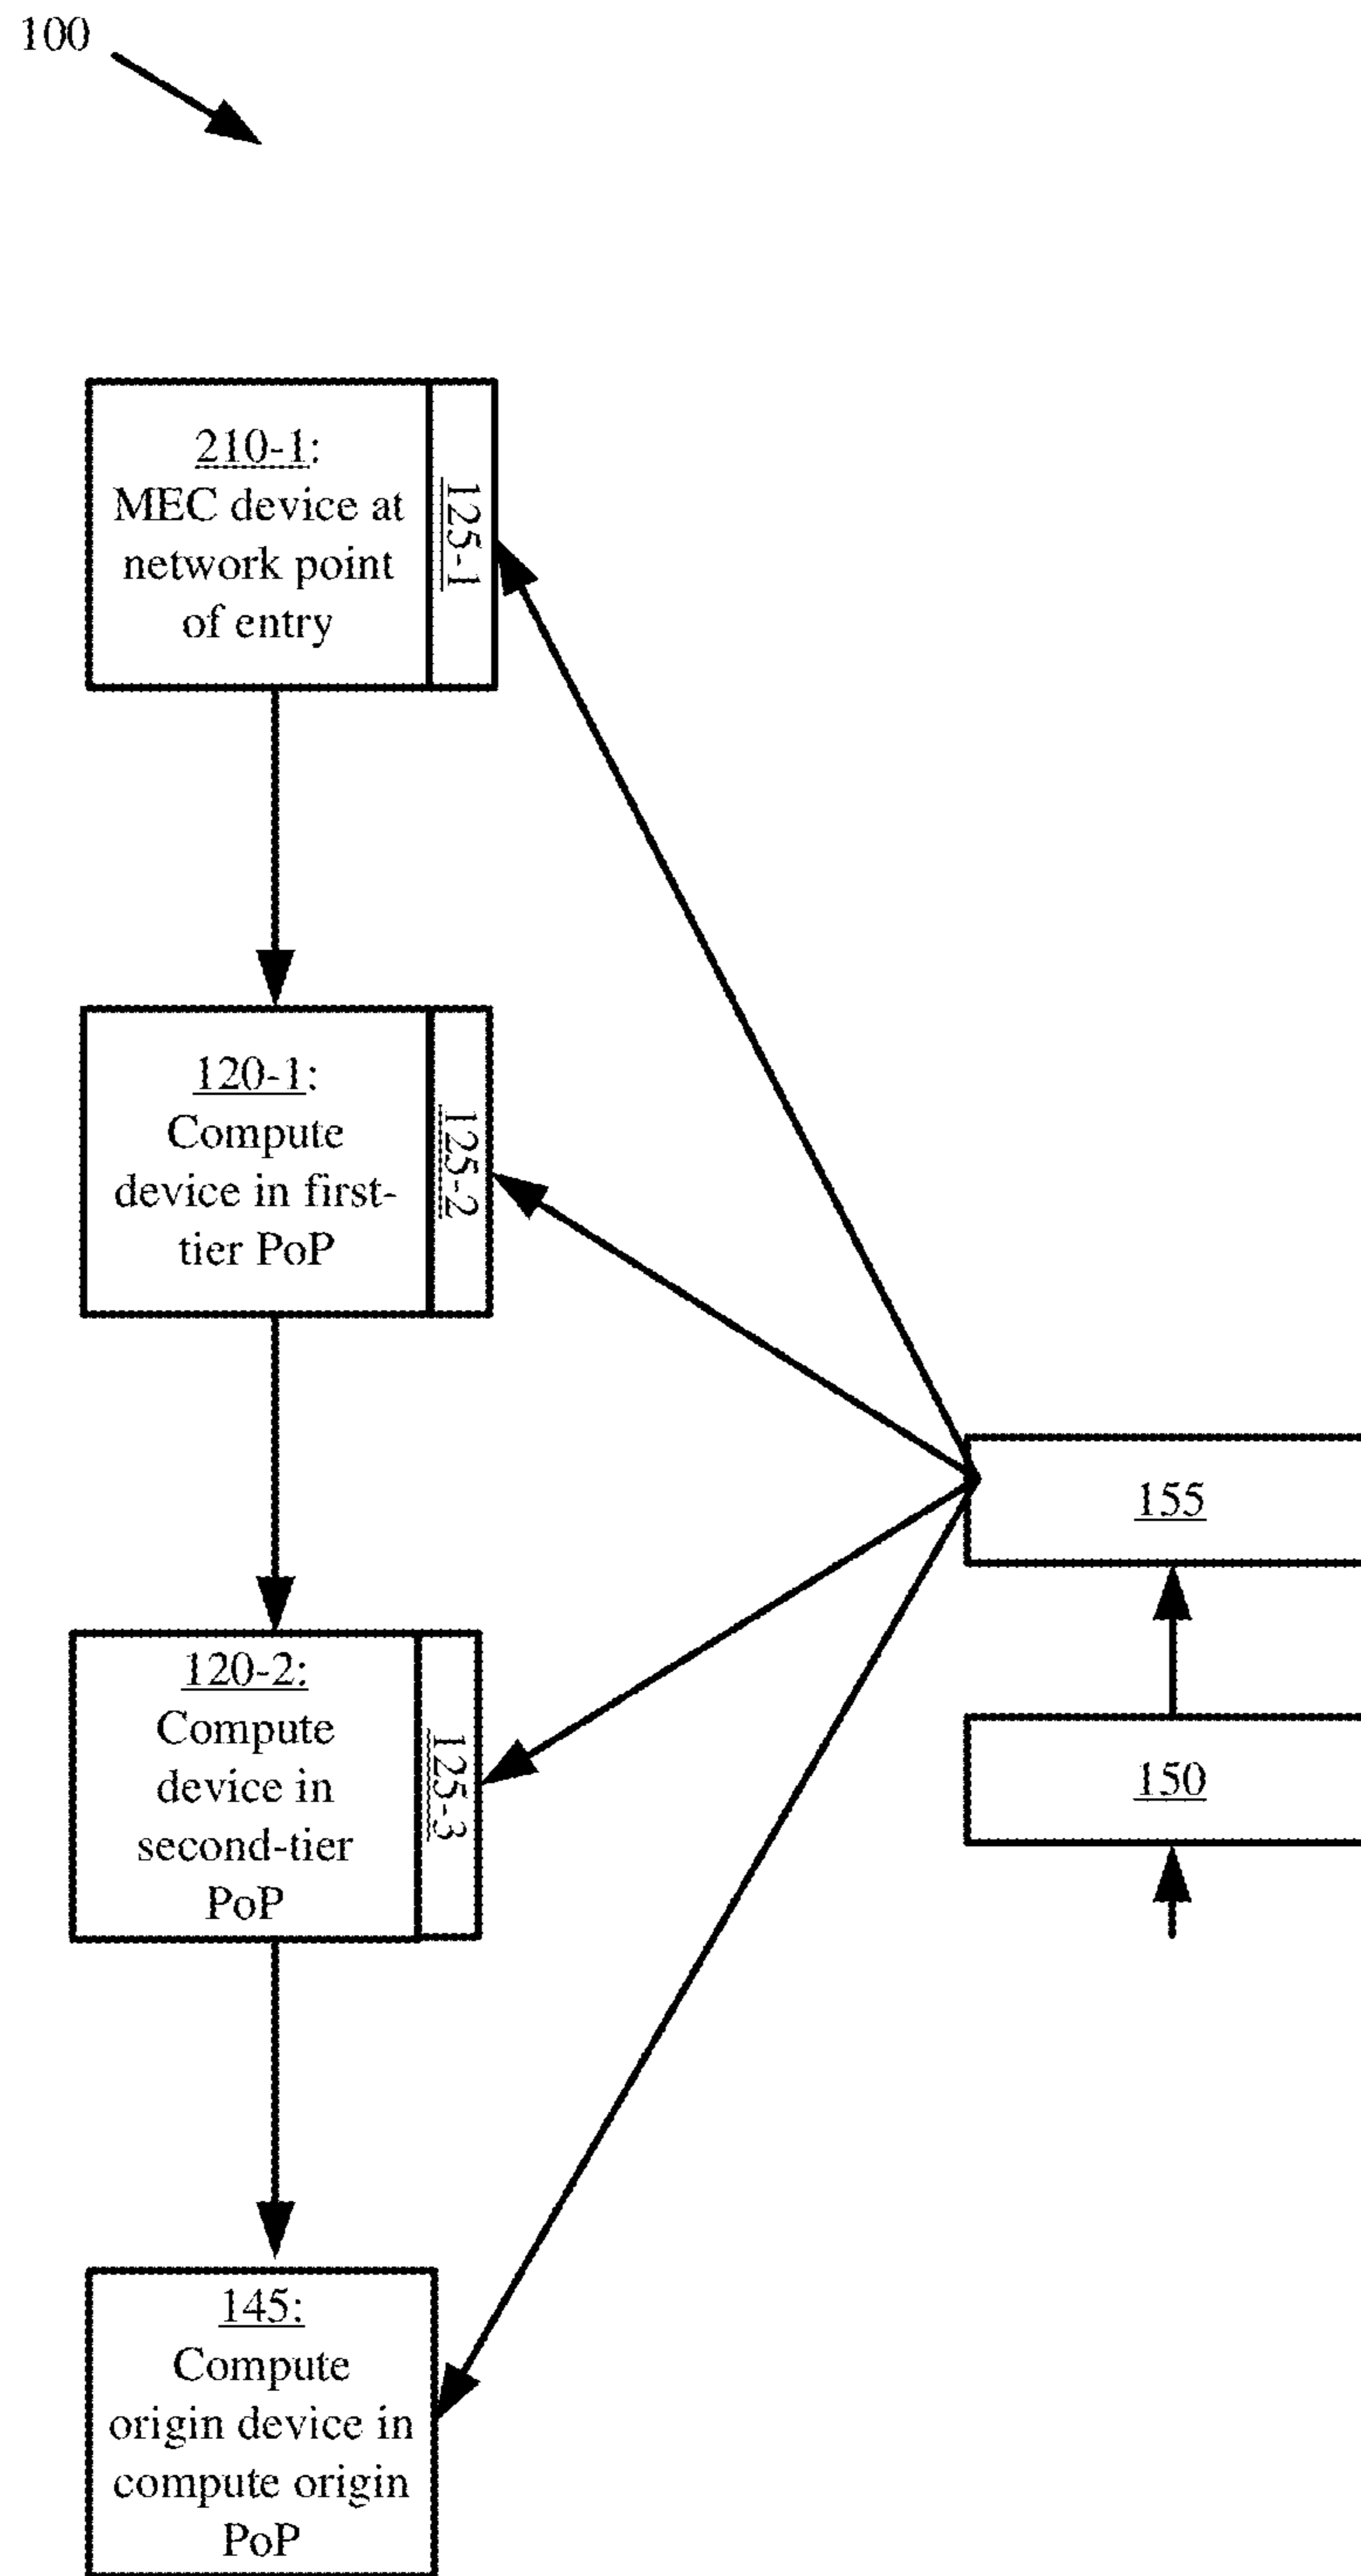 100
210-1:
MEC device at
network point
of entry
125-1
120-1:
Compute
device in first-
tier PoP
125-2
155
120-2:
Compute
device in
second-tier
PoP
125-3
150
145:
Compute
origin device in
compute origin
PoP